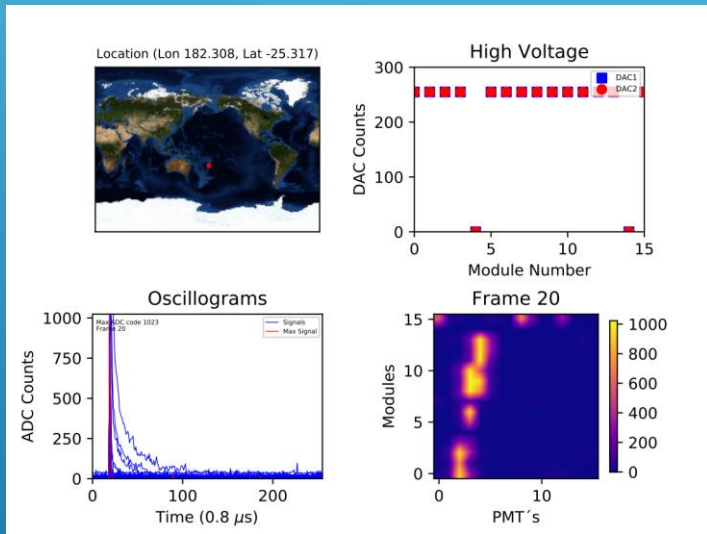 Location (Lon 182.308, Lat -25.317)
High Voltage
DAC Counts
300
200
100
0
DAC1
DAC2
0 5 10 15
Module Number
Oscillograms
ADC Counts
1000
750
500
250
0
Max ADC code 1023
Frame 20
Signals
Max Signal
0 100 200
Time (0.8 μs)
Frame 20
Modules
15
10
5
0
0 10
PMT´s
1000
800
600
400
200
0